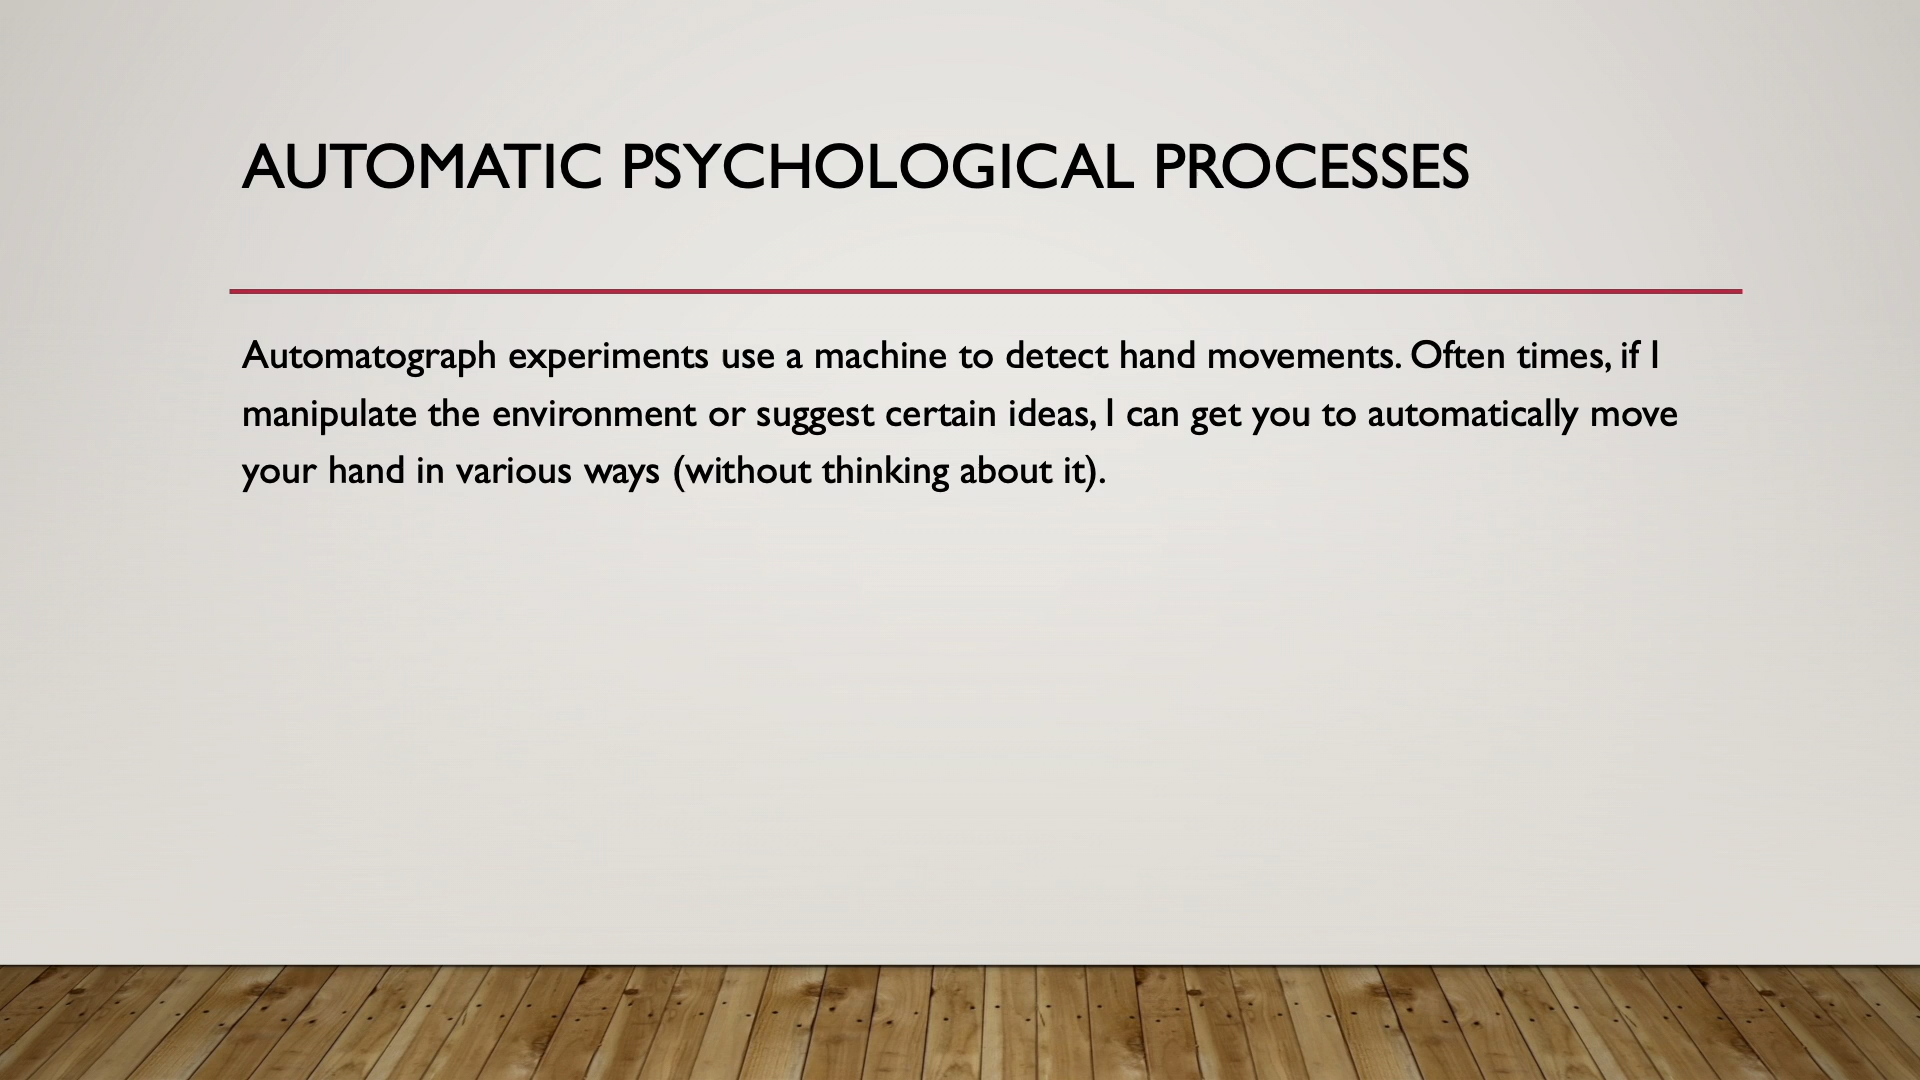 AUTOMATIC PSYCHOLOGICAL PROCESSES
Automatograph experiments use a machine to detect hand movements. Often times, if I
manipulate the environment or suggest certain ideas, I can get you to automatically move
your hand in various ways (without thinking about it).